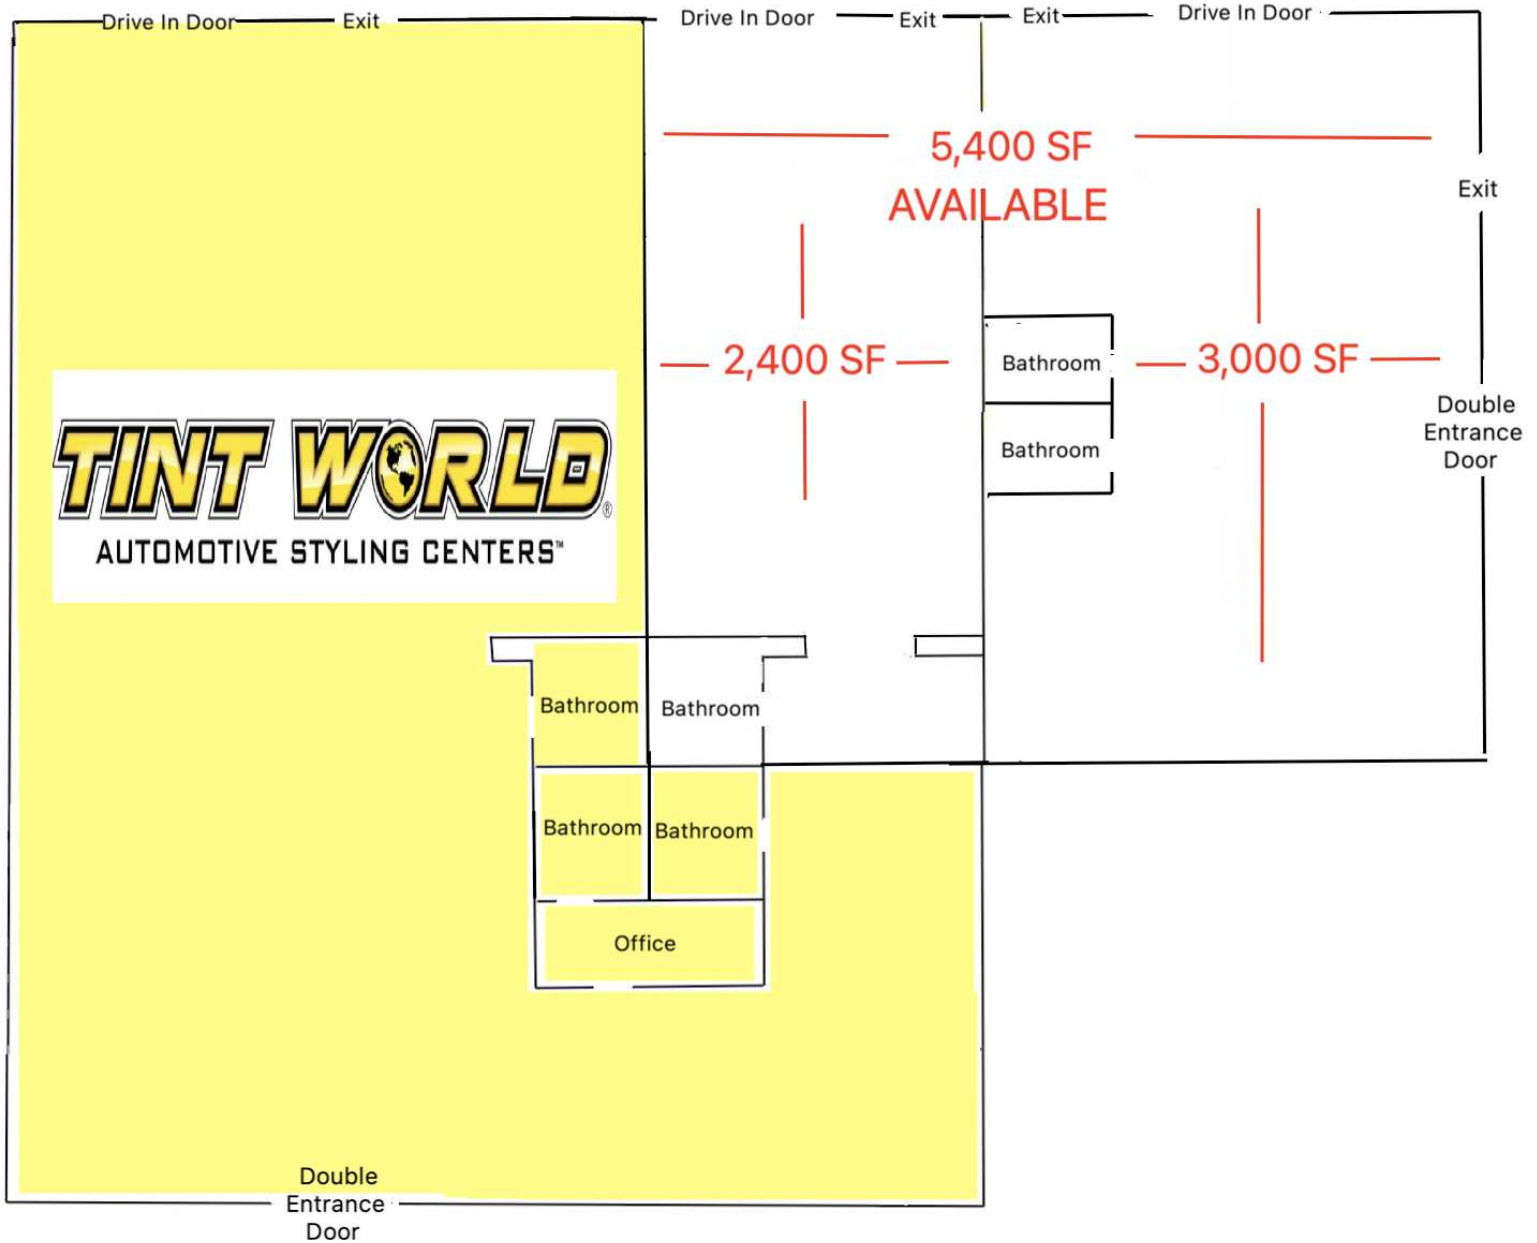 Drive In Door
Exit
Drive In Door
Exit
Exit
Drive In Door
5,400 SF
AVAILABLE
Exit
2,400 SF
Bathroom
3,000 SF
Double
Entrance
Door
Bathroom
TINT WORLD®
AUTOMOTIVE STYLING CENTERS™
Bathroom
Bathroom
Bathroom
Bathroom
Office
Double
Entrance
Door